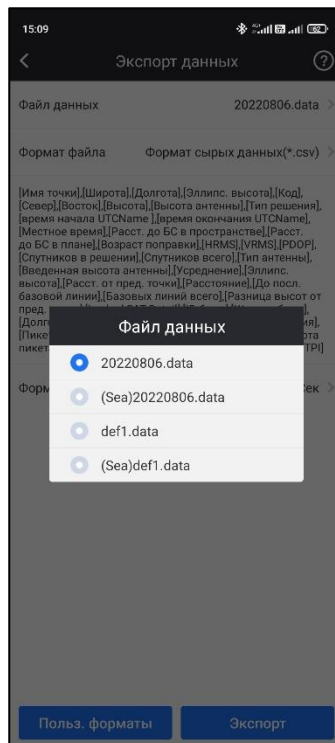 15:09
Экспорт данных
Файл данных 20220806.data
Формат файла Формат сырых данных(*.csv)
[Имя точки],[Широта],[Долгота],[Эллипс. высота],[Код],
[Север],[Восток],[Высота],[Высота антенны],[Тип решения],
[время начала UTCName ],[время окончания UTCName],
[Местное время],[Расст. до БС в пространстве],[Расст.
до БС в плане],[Возраст поправки],[HRMS],[VRMS],[PDOP],
[Спутников в решении],[Спутников всего],[Тип антенны],
[Введенная высота антенны],[Усреднение],[Эллипс.
высота],[Расст. от пред. точки],[Расстояние],[До посл.
базовой линии],[Базовых линий всего],[Разница высот от
пред.
[Долг
[Пике
пикет
Файл данных
20220806.data
(Sea)20220806.data
def1.data
(Sea)def1.data
Форм
Польз. форматы
Экспорт